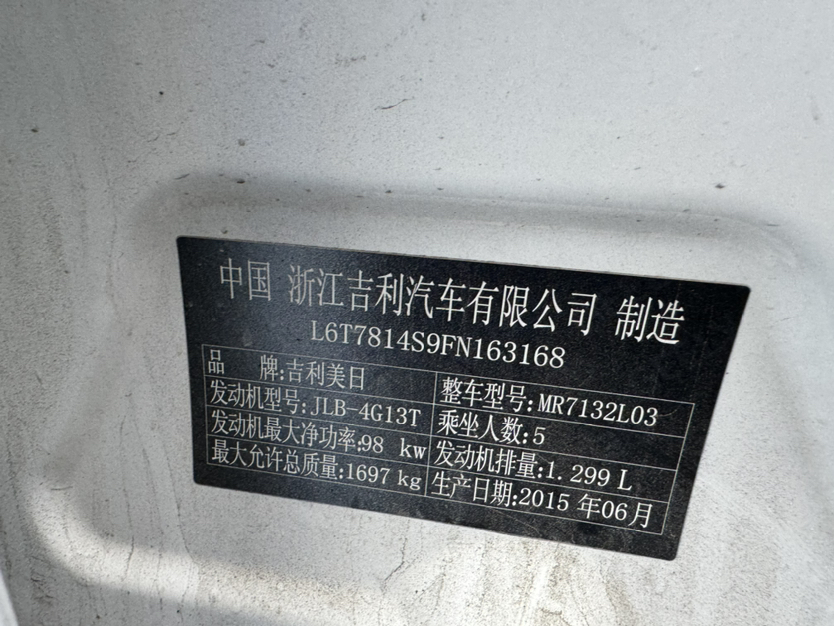 中国 浙江吉利汽车有限公司 制造
L6T7814S9FN163168
品 牌:吉利美日
整车型号:MR7132L03
发动机型号:JLB-4G13T
乘坐人数:5
发动机最大净功率:98 kw
发动机排量:1.299 L
最大允许总质量:1697 kg
生产日期:2015 年06月